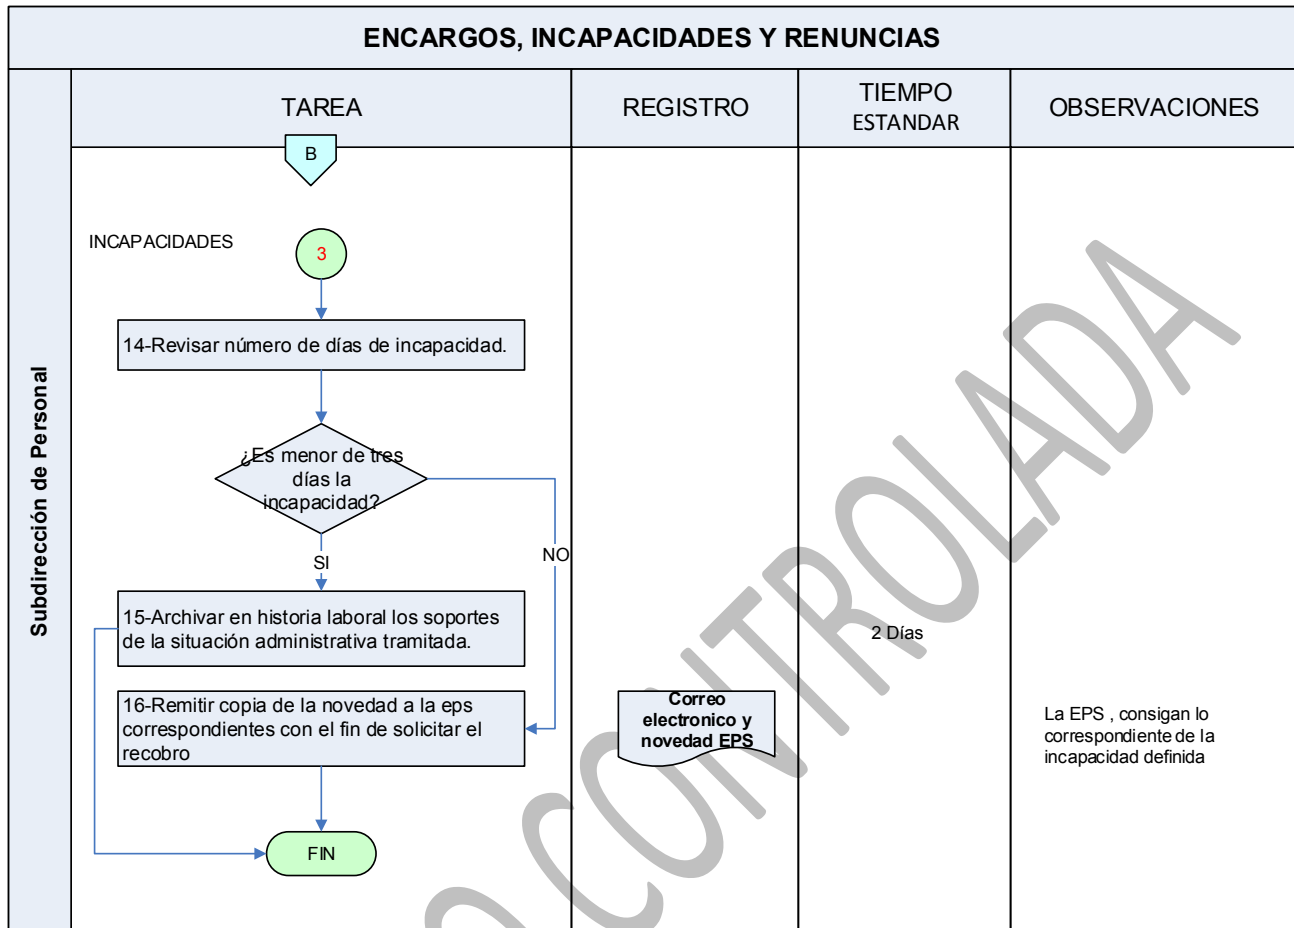 ENCARGOS, INCAPACIDADES Y RENUNCIAS
TAREA
REGISTRO
TIEMPO
ESTANDAR
OBSERVACIONES
Subdirección de Personal
B
INCAPACIDADES
3
14-Revisar número de días de incapacidad.
¿Es menor de tres
días la
incapacidad?
SI
NO
15-Archivar en historia laboral los soportes
de la situación administrativa tramitada.
2 Días
16-Remitir copia de la novedad a la eps
correspondientes con el fin de solicitar el
recobro
Correo
electronico y
novedad EPS
La EPS , consigan lo
correspondiente de la
incapacidad definida
FIN
O CONTROLADA